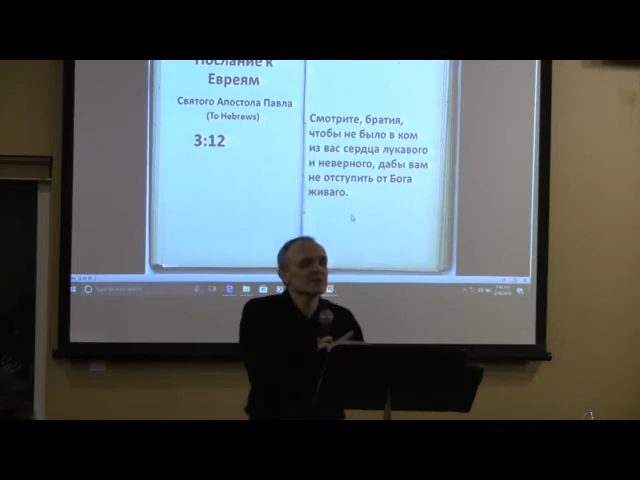 Послание к
Евреям
Святого Апостола Павла
(To Hebrews)
3:12
Смотрите, братия,
чтобы не было в ком
из вас сердца лукавого
и неверного, дабы вам
не отступить от Бога
живаго.